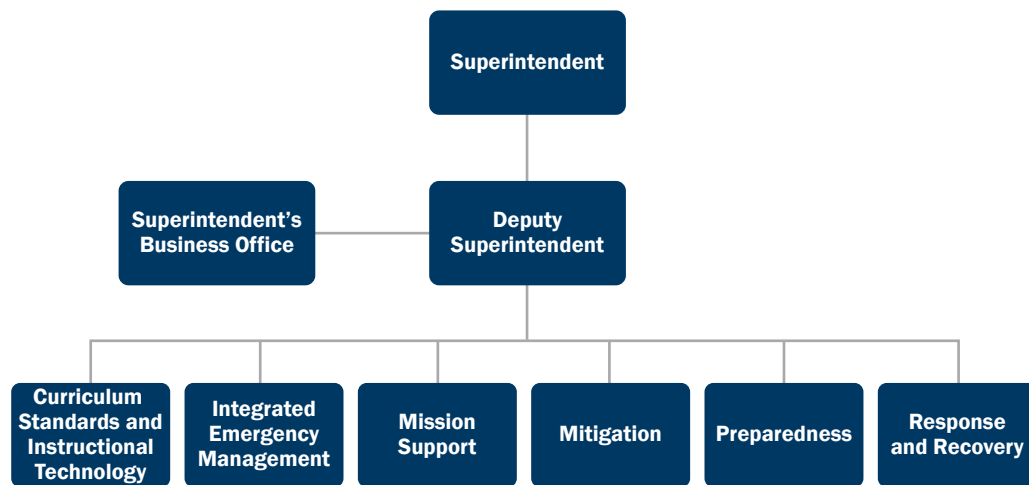 Superintendent
Superintendent’s
Business Office
Deputy
Superintendent
Curriculum
Standards and
Instructional
Technology
Integrated
Emergency
Management
Mission
Support
Mitigation
Preparedness
Response
and Recovery